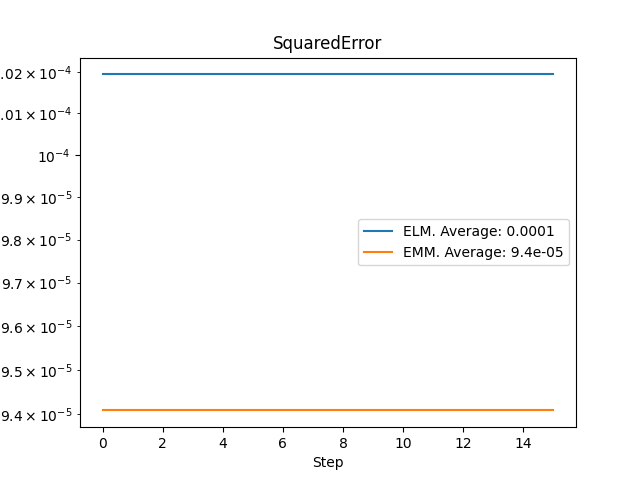 SquaredError
.02 × 10⁻⁴
.01 × 10⁻⁴
10⁻⁴
9.9 × 10⁻⁵
9.8 × 10⁻⁵
9.7 × 10⁻⁵
9.6 × 10⁻⁵
9.5 × 10⁻⁵
9.4 × 10⁻⁵
ELM. Average: 0.0001
EMM. Average: 9.4e-05
0 2 4 6 8 10 12 14
Step